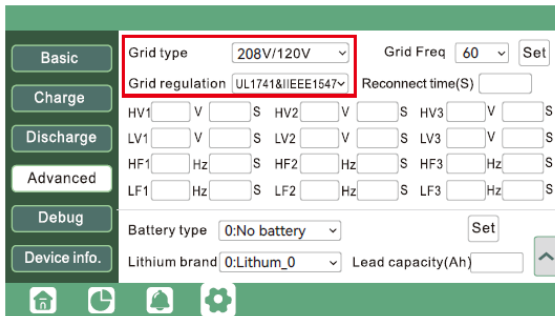 Basic
Charge
Discharge
Advanced
Debug
Device info.
Grid type 208V/120V Grid Freq 60 Set
Grid regulation UL1741&IIEEE1547 Reconnect time(S)
HV1 V S HV2 V S HV3 V S
LV1 V S LV2 V S LV3 V S
HF1 Hz S HF2 Hz S HF3 Hz S
LF1 Hz S LF2 Hz S LF3 Hz S
Battery type 0:No battery Set
Lithium brand 0:Lithum_0 Lead capacity(Ah)